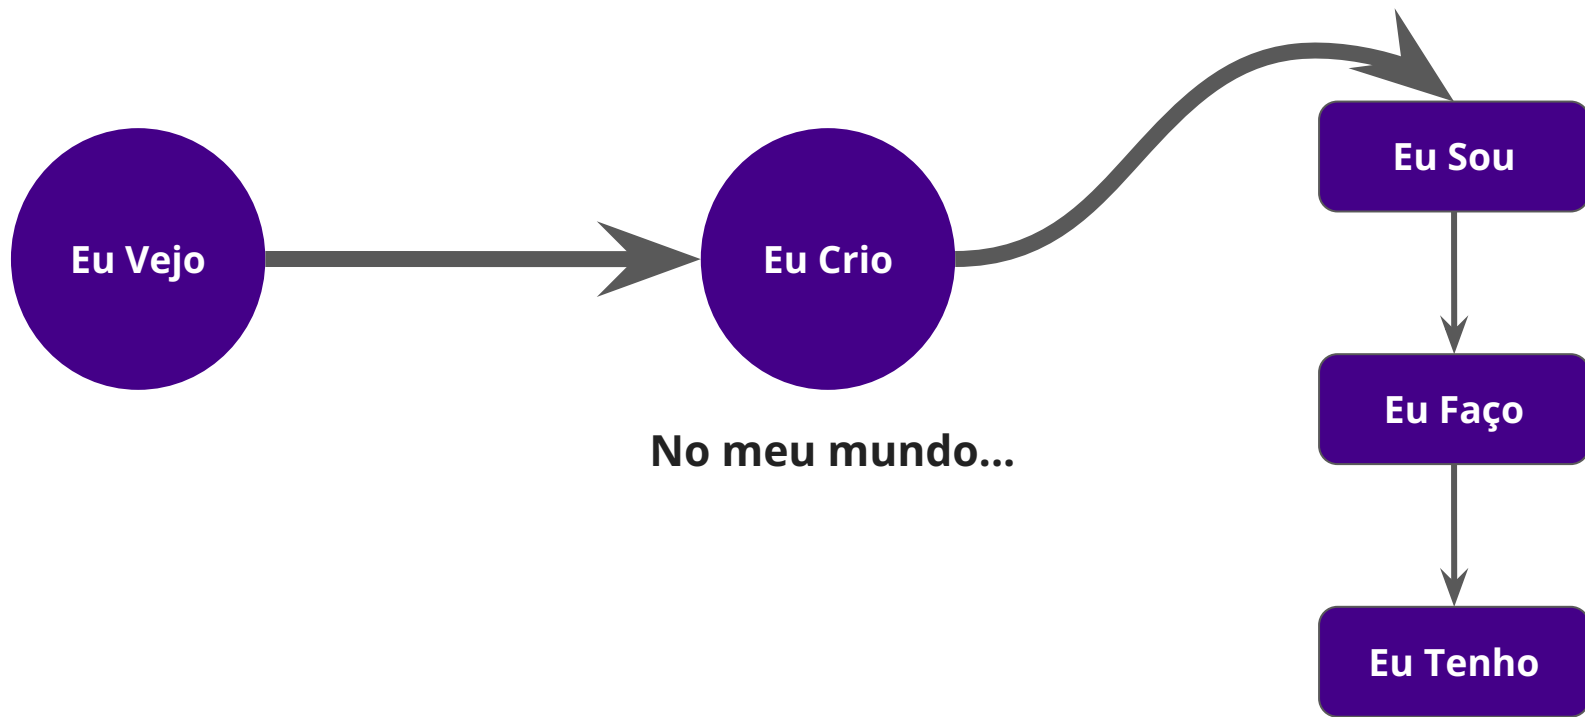 Eu Vejo
Eu Crio
No meu mundo...
Eu Sou
Eu Faço
Eu Tenho